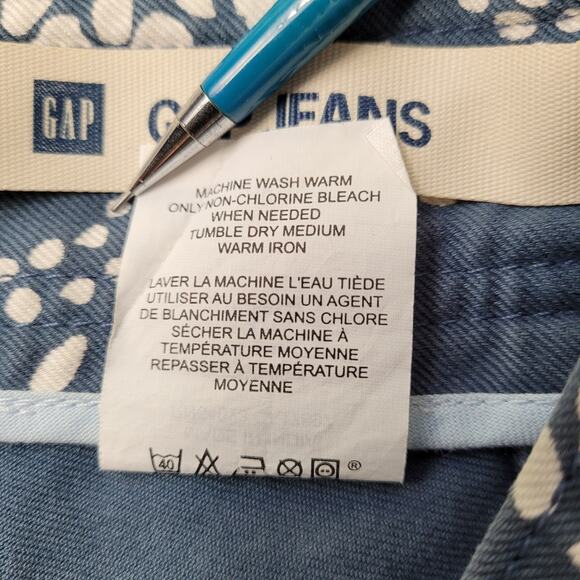 GAP
G P JEANS
MACHINE WASH WARM
ONLY NON-CHLORINE BLEACH
WHEN NEEDED
TUMBLE DRY MEDIUM
WARM IRON
LAVER LA MACHINE L'EAU TIÈDE
UTILISER AU BESOIN UN AGENT
DE BLANCHIMENT SANS CHLORE
SÉCHER LA MACHINE À
TEMPÉRATURE MOYENNE
REPASSER À TEMPÉRATURE
MOYENNE
40 ®